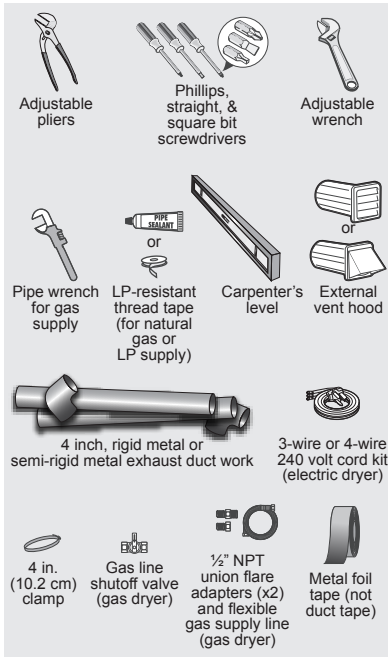 Adjustable
pliers
Phillips,
straight, &
square bit
screwdrivers
Adjustable
wrench
PIPE
SEALANT
or
or
Pipe wrench
for gas
supply
LP-resistant
thread tape
(for natural
gas or
LP supply)
Carpenter's
level
External
vent hood
4 inch, rigid metal or
semi-rigid metal exhaust duct work
3-wire or 4-wire
240 volt cord kit
(electric dryer)
4 in.
(10.2 cm)
clamp
Gas line
shutoff valve
(gas dryer)
½” NPT
union flare
adapters (x2)
and flexible
gas supply line
(gas dryer)
Metal foil
tape (not
duct tape)